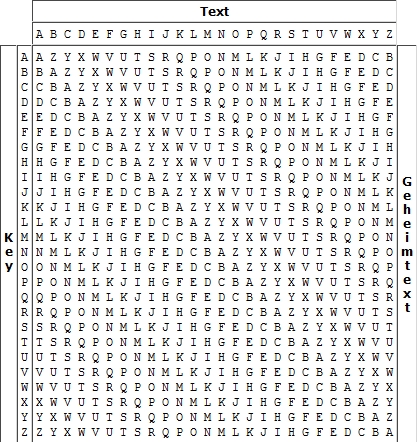 Text
A B C D E F G H I J K L M N O P Q R S T U V W X Y Z
Key
A A Z Y X W V U T S R Q P O N M L K J I H G F E D C B
B B A Z Y X W V U T S R Q P O N M L K J I H G F E D C
C C B A Z Y X W V U T S R Q P O N M L K J I H G F E D
D D C B A Z Y X W V U T S R Q P O N M L K J I H G F E
E E D C B A Z Y X W V U T S R Q P O N M L K J I H G F
F F E D C B A Z Y X W V U T S R Q P O N M L K J I H G
G G F E D C B A Z Y X W V U T S R Q P O N M L K J I H
H H G F E D C B A Z Y X W V U T S R Q P O N M L K J I
I I H G F E D C B A Z Y X W V U T S R Q P O N M L K J
J J I H G F E D C B A Z Y X W V U T S R Q P O N M L K
K K J I H G F E D C B A Z Y X W V U T S R Q P O N M L
L L K J I H G F E D C B A Z Y X W V U T S R Q P O N M
M M L K J I H G F E D C B A Z Y X W V U T S R Q P O N
N N M L K J I H G F E D C B A Z Y X W V U T S R Q P O
O O N M L K J I H G F E D C B A Z Y X W V U T S R Q P
P P O N M L K J I H G F E D C B A Z Y X W V U T S R Q
Q Q P O N M L K J I H G F E D C B A Z Y X W V U T S R
R R Q P O N M L K J I H G F E D C B A Z Y X W V U T S
S S R Q P O N M L K J I H G F E D C B A Z Y X W V U T
T T S R Q P O N M L K J I H G F E D C B A Z Y X W V U
U U T S R Q P O N M L K J I H G F E D C B A Z Y X W V
V V U T S R Q P O N M L K J I H G F E D C B A Z Y X W
W W V U T S R Q P O N M L K J I H G F E D C B A Z Y X
X X W V U T S R Q P O N M L K J I H G F E D C B A Z Y
Y Y X W V U T S R Q P O N M L K J I H G F E D C B A Z
Z Z Y X W V U T S R Q P O N M L K J I H G F E D C B A
Geheimtext